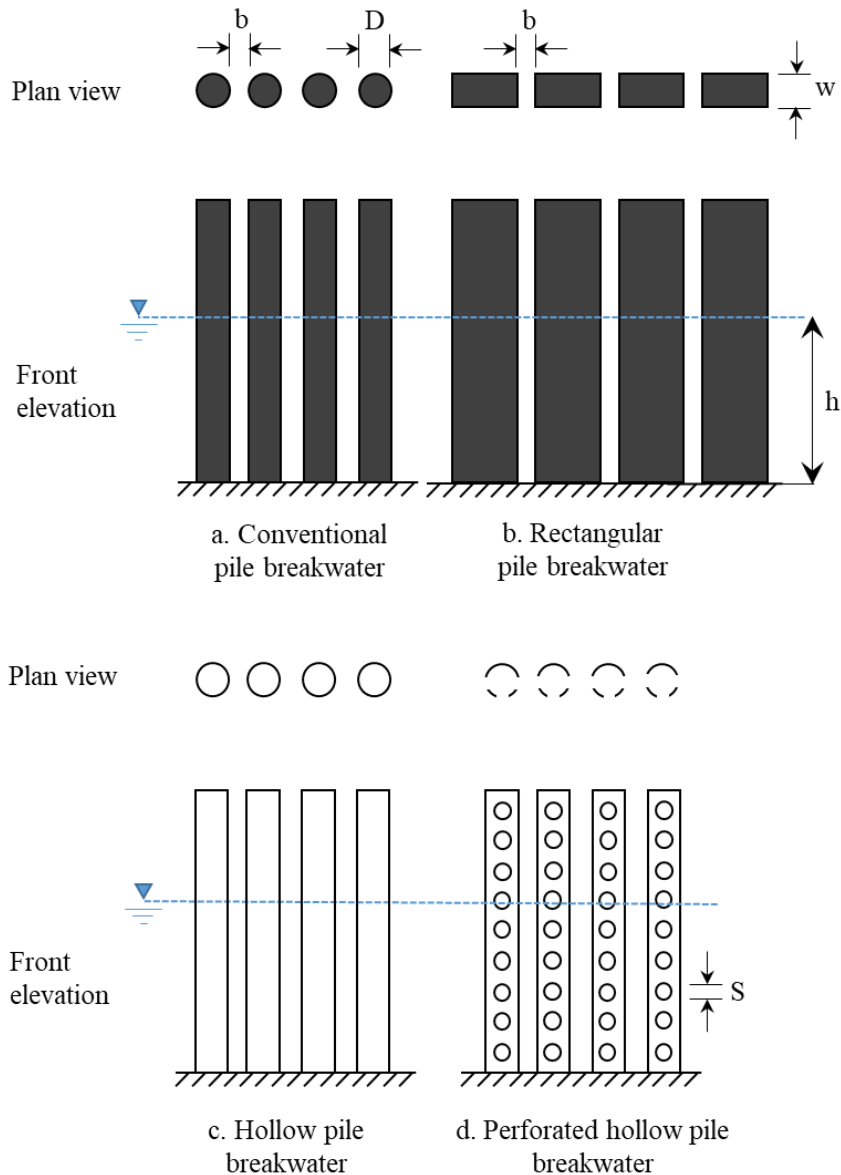 b
D
b
Plan view
w
Front
elevation
h
a. Conventional
pile breakwater
b. Rectangular
pile breakwater
Plan view
Front
elevation
S
c. Hollow pile
breakwater
d. Perforated hollow pile
breakwater